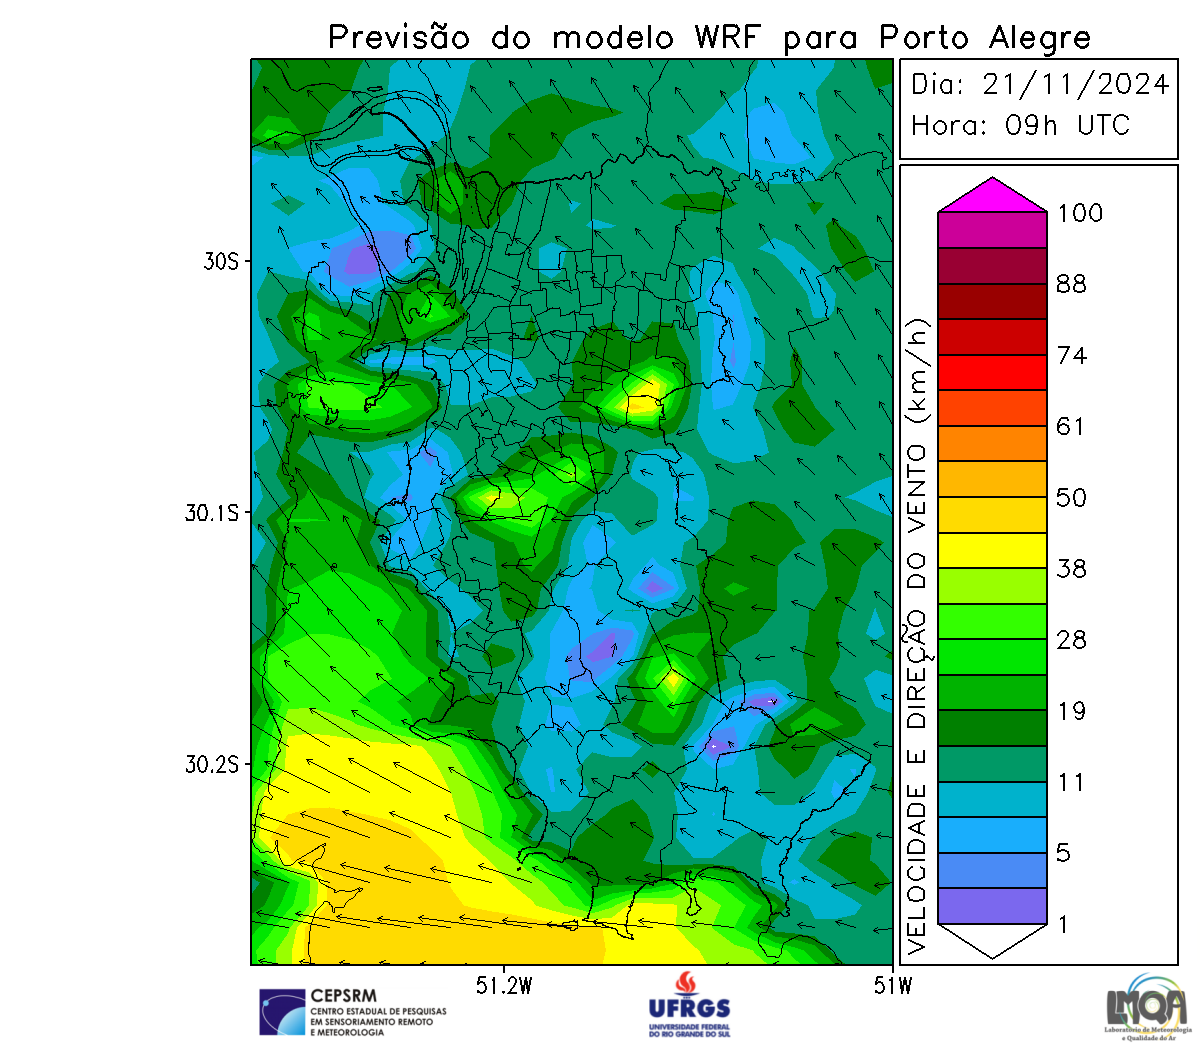 Previsão do modelo WRF para Porto Alegre
Dia: 21/11/2024
Hora: 09h UTC
30S
30.1S
30.2S
51.2W
51W
VELOCIDADE E DIREÇÃO DO VENTO (km/h)
100
88
74
61
50
38
28
19
11
5
1
CEPSRM
CENTRO ESTADUAL DE PESQUISAS
EM SENSORIAMENTO REMOTO
E METEOROLOGIA
UFRGS
UNIVERSIDADE FEDERAL
DO RIO GRANDE DO SUL
LMQA
Laboratório de Meteorologia
e Qualidade do Ar